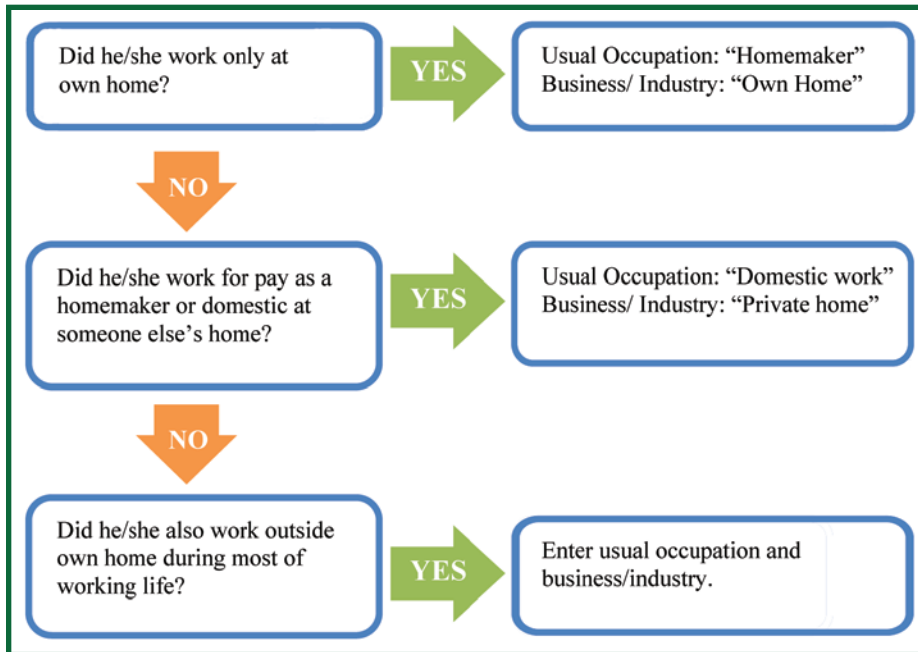 Did he/she work only at
own home?
YES
Usual Occupation: “Homemaker”
Business/ Industry: “Own Home”
NO
Did he/she work for pay as a
homemaker or domestic at
someone else’s home?
YES
Usual Occupation: “Domestic work”
Business/ Industry: “Private home”
NO
Did he/she also work outside
own home during most of
working life?
YES
Enter usual occupation and
business/industry.